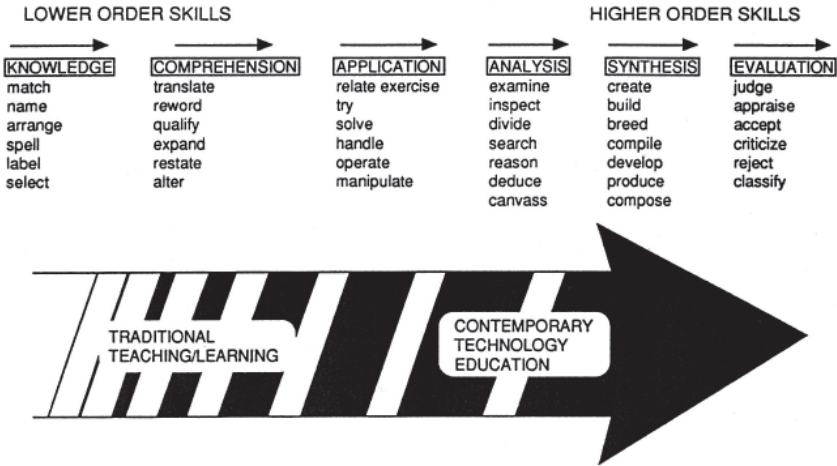 LOWER ORDER SKILLS
HIGHER ORDER SKILLS
KNOWLEDGE
match
name
arrange
spell
label
select
COMPREHENSION
translate
reword
qualify
expand
restate
alter
APPLICATION
relate exercise
try
solve
handle
operate
manipulate
ANALYSIS
examine
inspect
divide
search
reason
deduce
canvass
SYNTHESIS
create
build
breed
compile
develop
produce
compose
EVALUATION
judge
appraise
accept
criticize
reject
classify
TRADITIONAL
TEACHING/LEARNING
CONTEMPORARY
TECHNOLOGY
EDUCATION